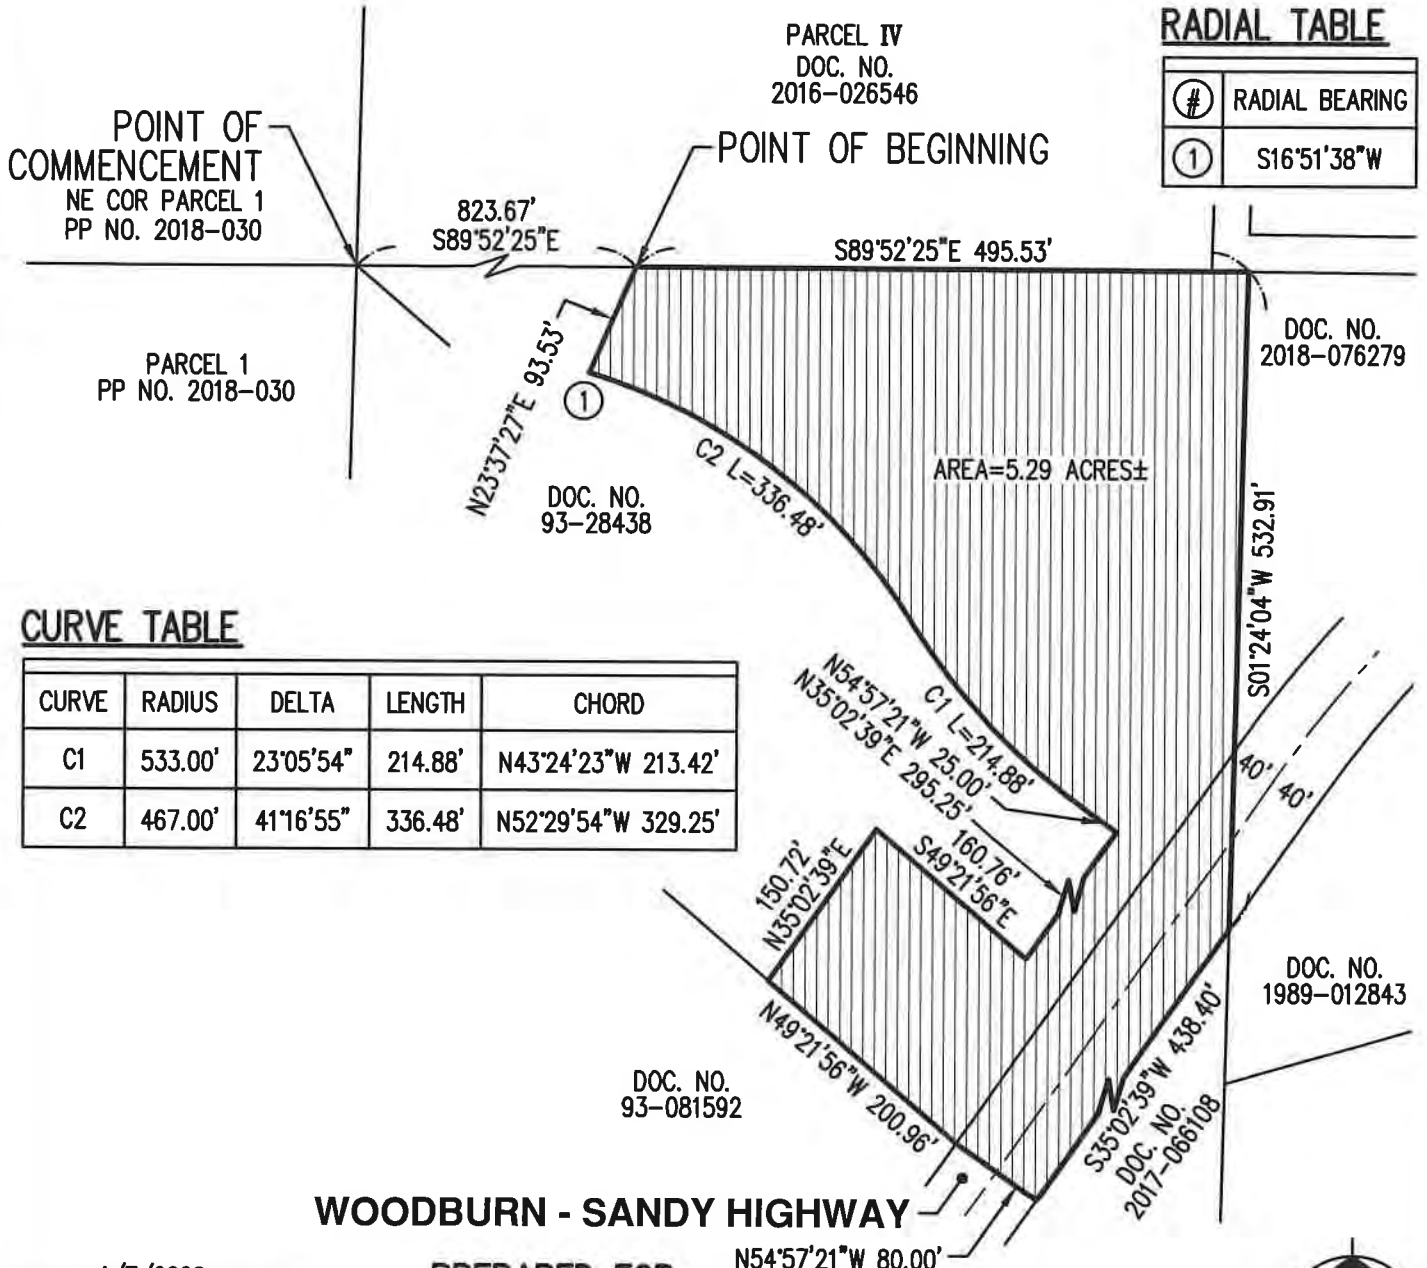 PARCEL IV
DOC. NO.
2016-026546
RADIAL TABLE
# RADIAL BEARING
1 S16°51'38"W
POINT OF
COMMENCEMENT
NE COR PARCEL 1
PP NO. 2018-030
POINT OF BEGINNING
823.67'
S89°52'25"E
S89°52'25"E 495.53'
DOC. NO.
2018-076279
PARCEL 1
PP NO. 2018-030
N23°37'27"E 93.53'
1
C2 L=336.48'
AREA=5.29 ACRES±
DOC. NO.
93-28438
S01°24'04"W 532.91'
CURVE TABLE
CURVE RADIUS DELTA LENGTH CHORD
C1 533.00' 23°05'54" 214.88' N43°24'23"W 213.42'
C2 467.00' 41°16'55" 336.48' N52°29'54"W 329.25'
C1 L=214.88'
N54°57'21"W 25.00'
N35°02'39"E 295.25'
40'
40'
160.76'
S49°21'56"E
150.72'
N35°02'39"E
DOC. NO.
1989-012843
N49°21'56"W 200.96'
S35°02'39"W 438.40'
DOC. NO.
2017-066108
DOC. NO.
93-081592
WOODBURN - SANDY HIGHWAY
N54°57'21"W 80.00'
PREPARED FOR